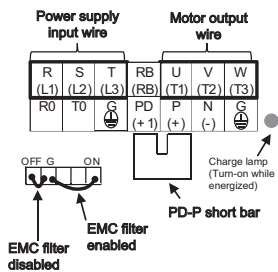 Power supply
input wire
Motor output
wire
R S T RB U V W
(L1) (L2) (L3) (RB) (T1) (T2) (T3)
R0 T0 G PD P N G
(+1) (+) (-)
OFF G ON
Charge lamp
(Turn-on while
energized)
PD-P short bar
EMC filter
enabled
EMC filter
disabled